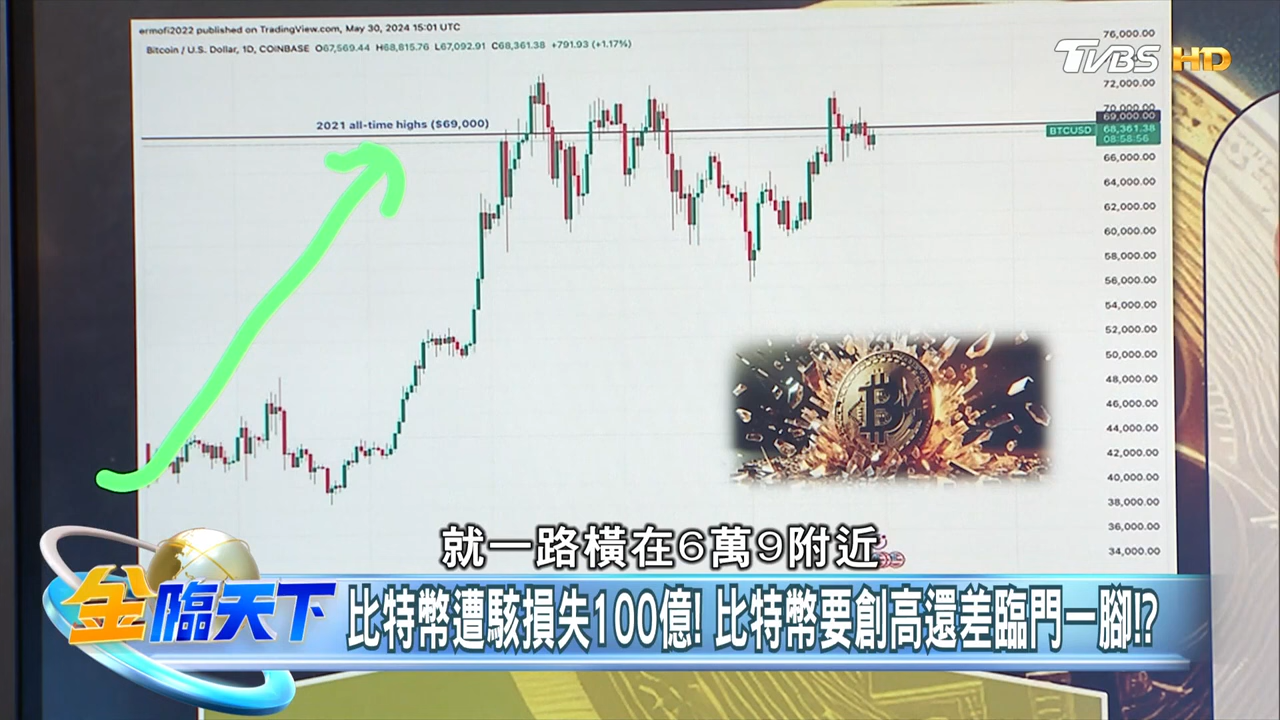 ermofi2022 published on TradingView.com, May 30, 2024 15:01 UTC
Bitcoin / U.S. Dollar, 1D, COINBASE O67,569.44 H68,815.76 L67,092.91 C68,361.38 +791.93 (+1.17%)
TVBS HD
76,000.00
72,000.00
70,000.00
2021 all-time highs ($69,000)
69,000.00
BTCUSD 68,361.38
08:58:56
66,000.00
64,000.00
62,000.00
60,000.00
58,000.00
56,000.00
54,000.00
52,000.00
50,000.00
48,000.00
46,000.00
44,000.00
42,000.00
40,000.00
38,000.00
36,000.00
34,000.00
就一路橫在6萬9附近
金臨天下
比特幣遭駭損失100億! 比特幣要創高還差臨門一腳!?